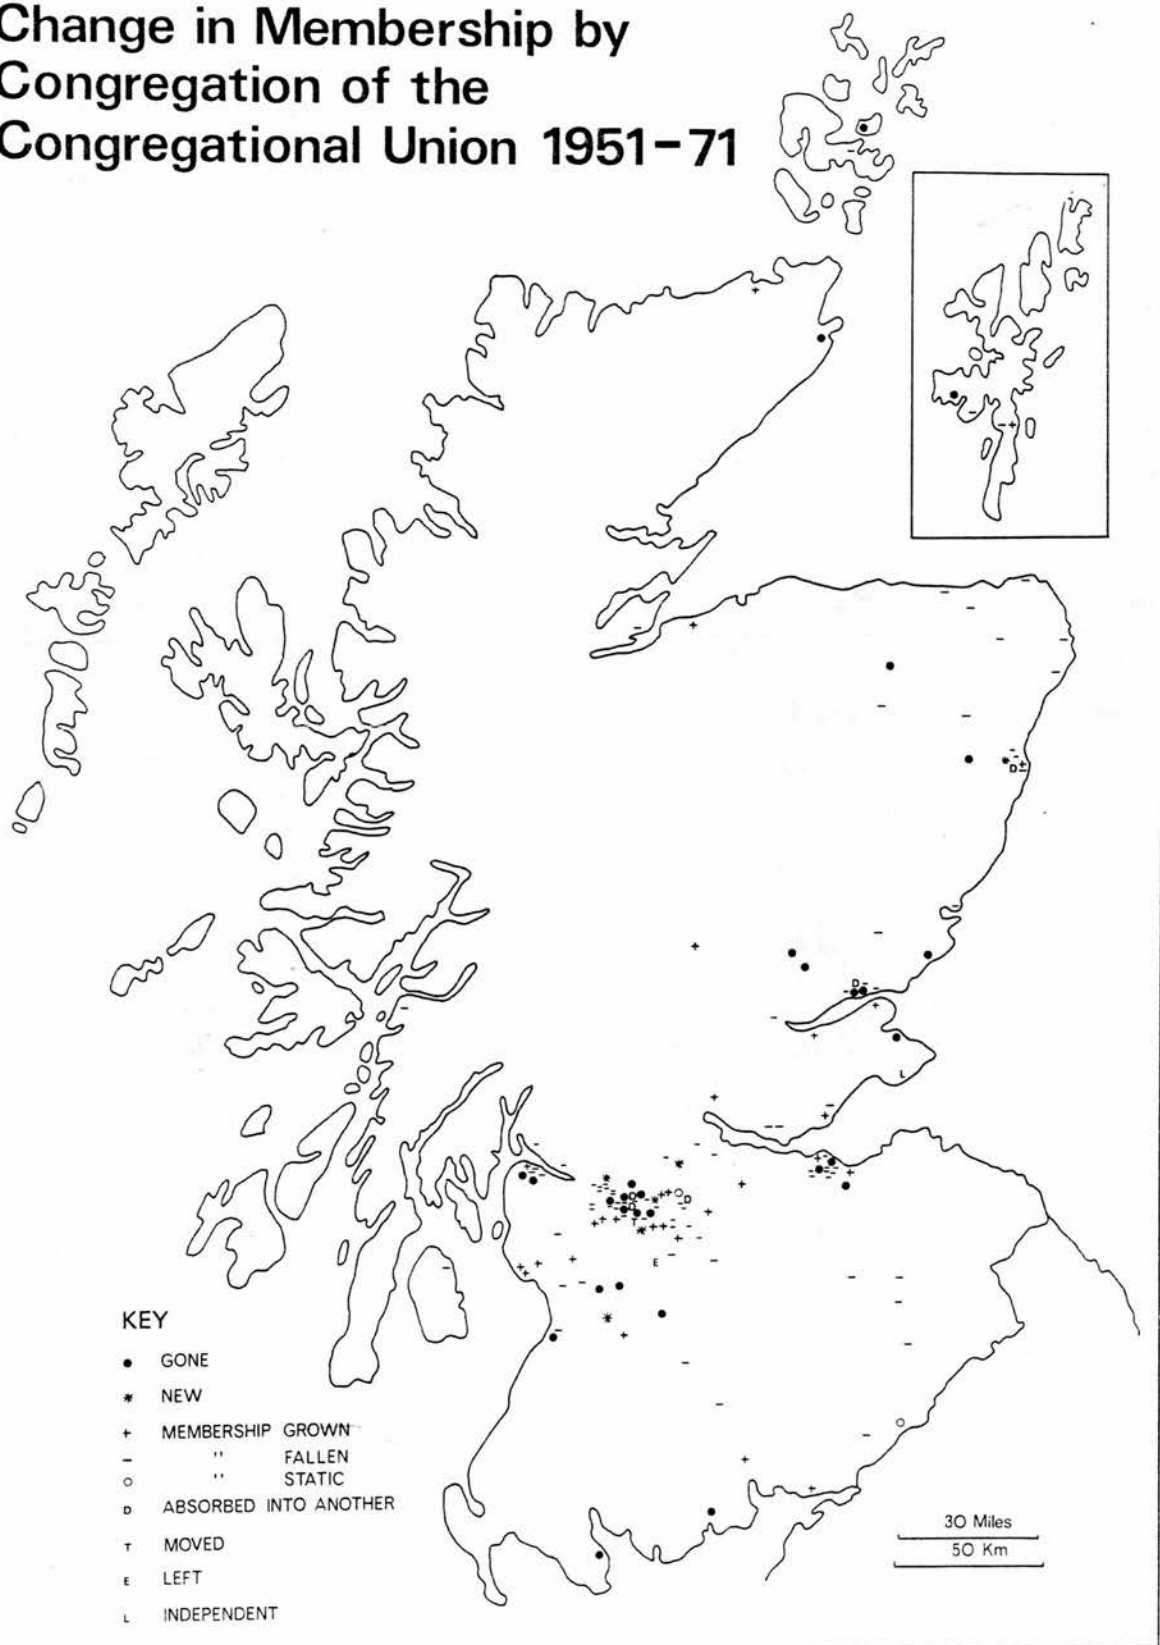 Change in Membership by
Congregation of the
Congregational Union 1951-71
KEY
● GONE
* NEW
+ MEMBERSHIP GROWN
− " FALLEN
○ " STATIC
D ABSORBED INTO ANOTHER
T MOVED
E LEFT
L INDEPENDENT
30 Miles
50 Km